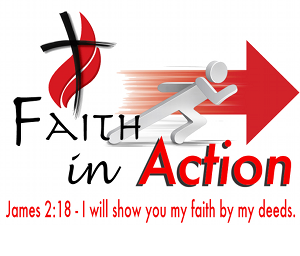 FAITH
in Action
James 2:18 - I will show you my faith by my deeds.